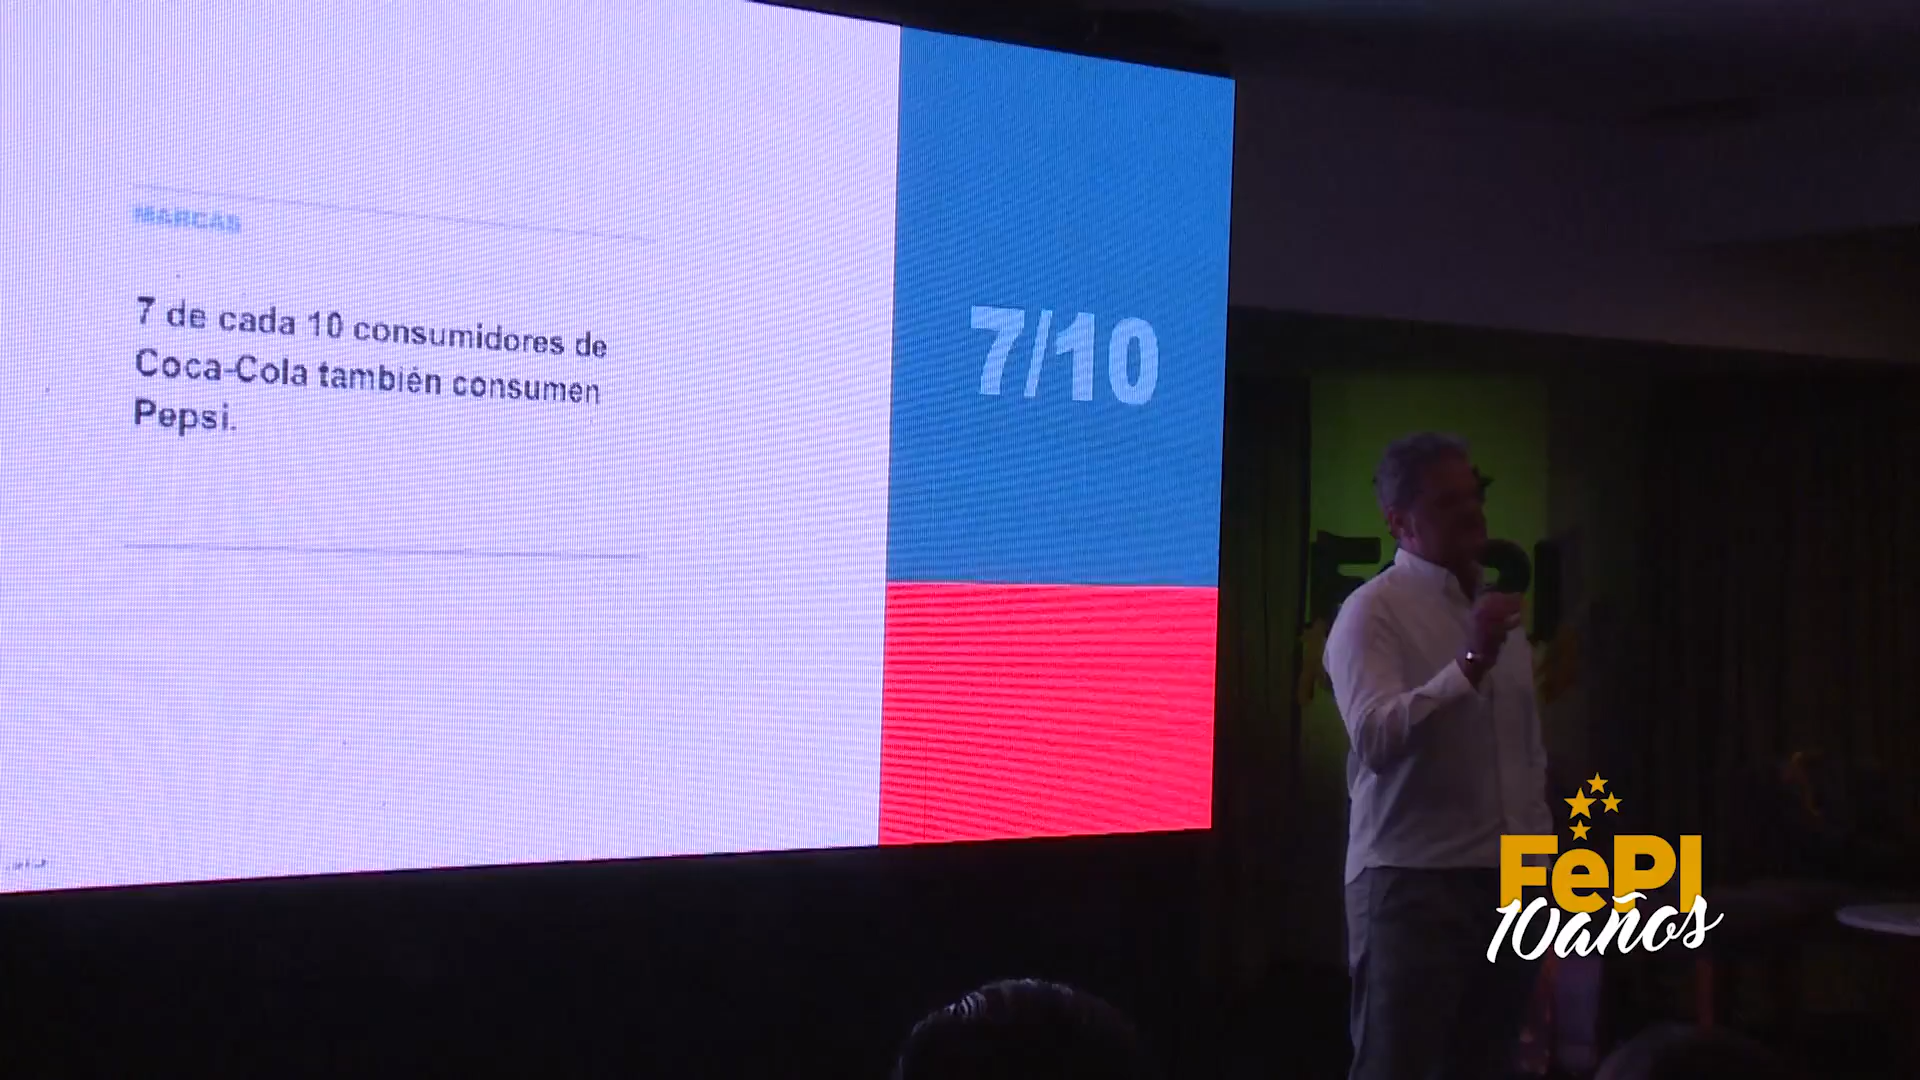 MARCAS
7 de cada 10 consumidores de
Coca-Cola también consumen
Pepsi.
7/10
FePI
10años